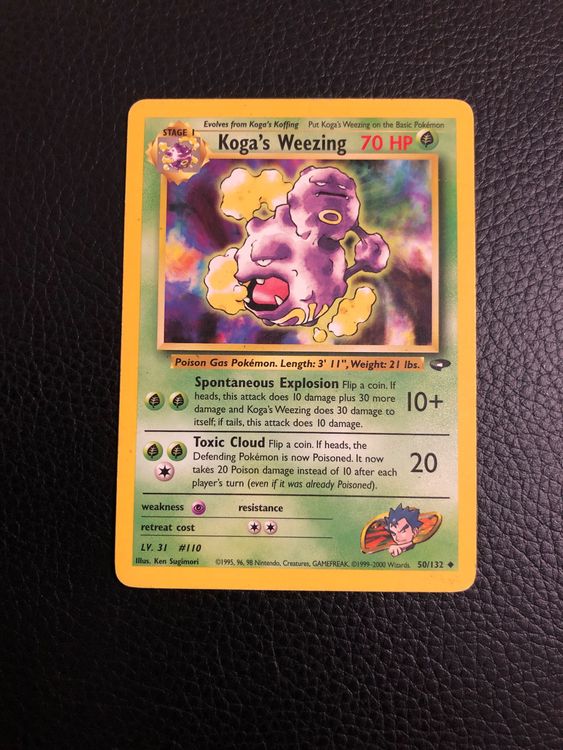 Evolves from Koga's Koffing Put Koga's Weezing on the Basic Pokémon
STAGE 1
Koga's Weezing 70 HP
Poison Gas Pokémon. Length: 3' 11", Weight: 21 lbs.
Spontaneous Explosion Flip a coin. If
heads, this attack does 10 damage plus 30 more
damage and Koga's Weezing does 30 damage to
itself; if tails, this attack does 10 damage.
10+
Toxic Cloud Flip a coin. If heads, the
Defending Pokémon is now Poisoned. It now
takes 20 Poison damage instead of 10 after each
player's turn (even if it was already Poisoned).
20
weakness resistance
retreat cost
LV. 31 #110
Illus. Ken Sugimori ©1995, 96, 98 Nintendo, Creatures, GAMEFREAK. ©1999-2000 Wizards. 50/132